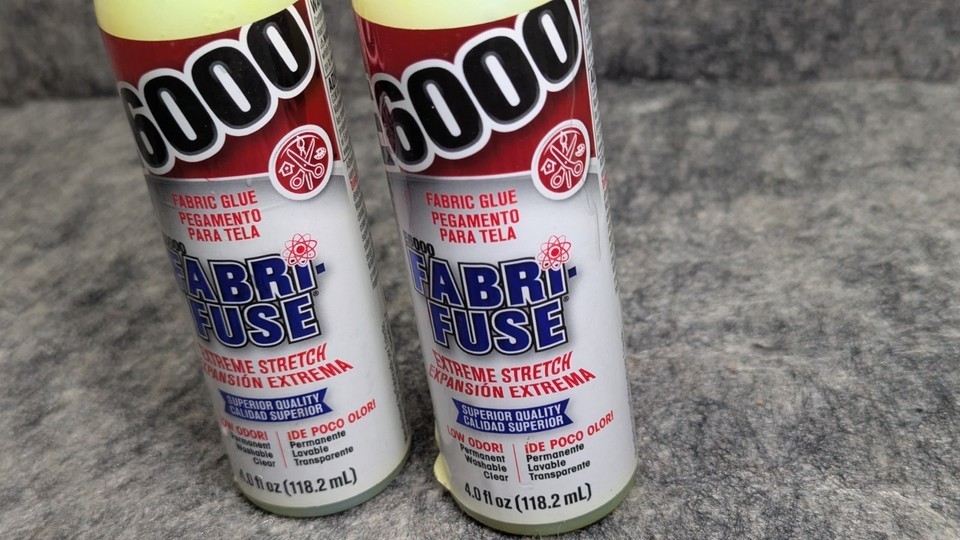 6000
FABRIC GLUE
PEGAMENTO
PARA TELA
FABRI-
FUSE
EXTREME STRETCH
EXPANSIÓN EXTREMA
SUPERIOR QUALITY
CALIDAD SUPERIOR
LOW ODOR!
Permanent
Washable
Clear
¡DE POCO OLOR!
Permanente
Lavable
Transparente
4.0 fl oz (118.2 mL)
6000
FABRIC GLUE
PEGAMENTO
PARA TELA
6000
FABRI-
FUSE®
EXTREME STRETCH
EXPANSIÓN EXTREMA
SUPERIOR QUALITY
CALIDAD SUPERIOR
LOW ODOR!
Permanent
Washable
Clear
¡DE POCO OLOR!
Permanente
Lavable
Transparente
4.0 fl oz (118.2 mL)